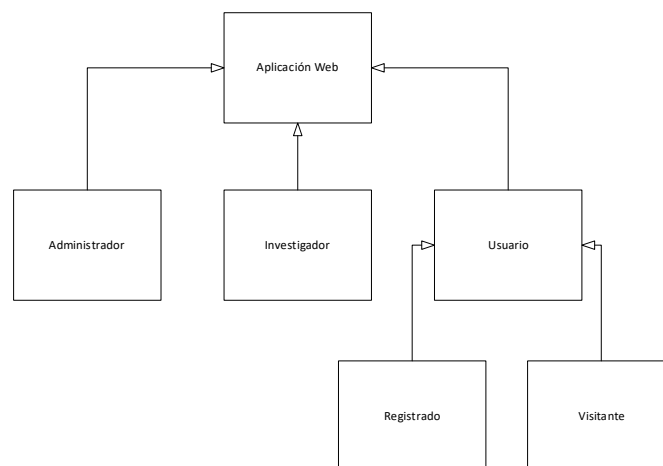 Aplicación Web
Administrador
Investigador
Usuario
Registrado
Visitante